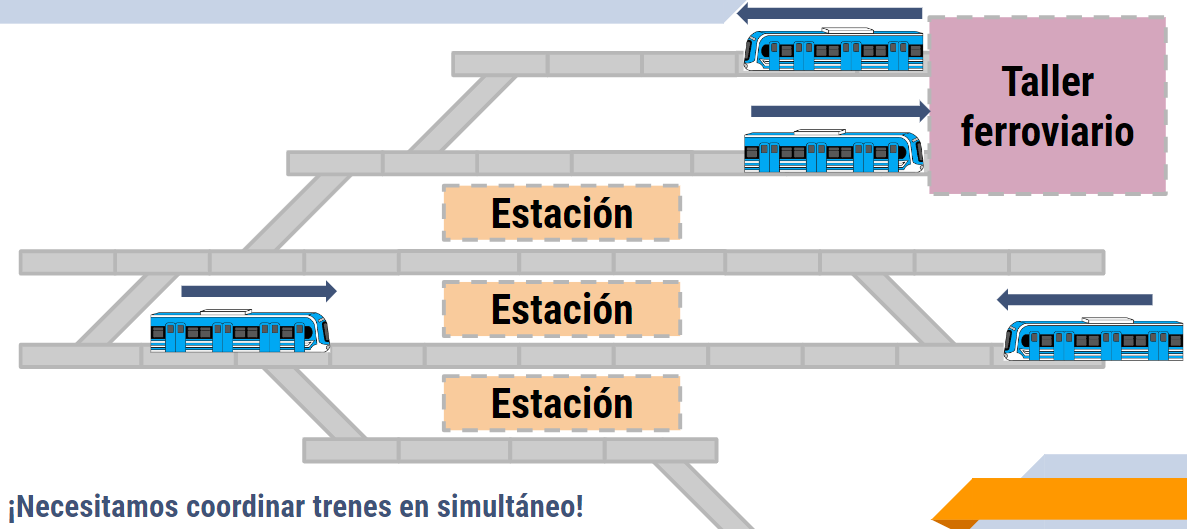 Taller
ferroviario
Estación
Estación
Estación
¡Necesitamos coordinar trenes en simultáneo!